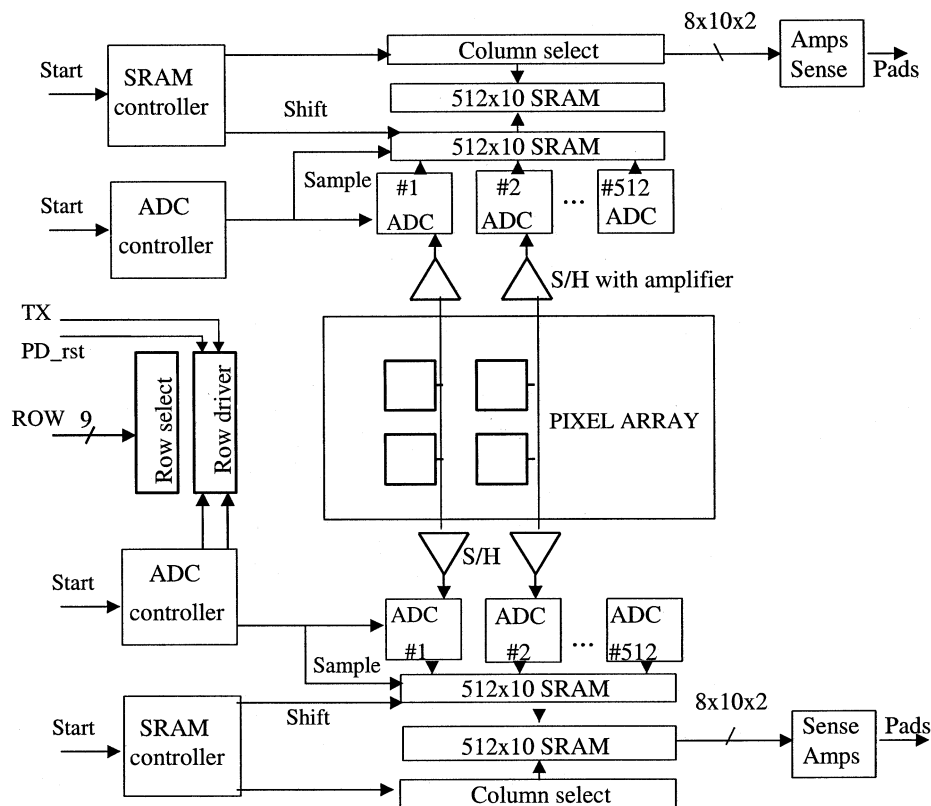 8x10x2
Start
SRAM
controller
Column select
Amps
Sense
Pads
512x10 SRAM
Shift
512x10 SRAM
Sample
Start
ADC
controller
#1
ADC
#2
ADC
...
#512
ADC
S/H with amplifier
TX
PD_rst
ROW 9
Row select
Row driver
PIXEL ARRAY
S/H
Start
ADC
controller
ADC
#1
ADC
#2
...
ADC
#512
Sample
512x10 SRAM
Start
SRAM
controller
Shift
8x10x2
512x10 SRAM
Sense
Amps
Pads
Column select